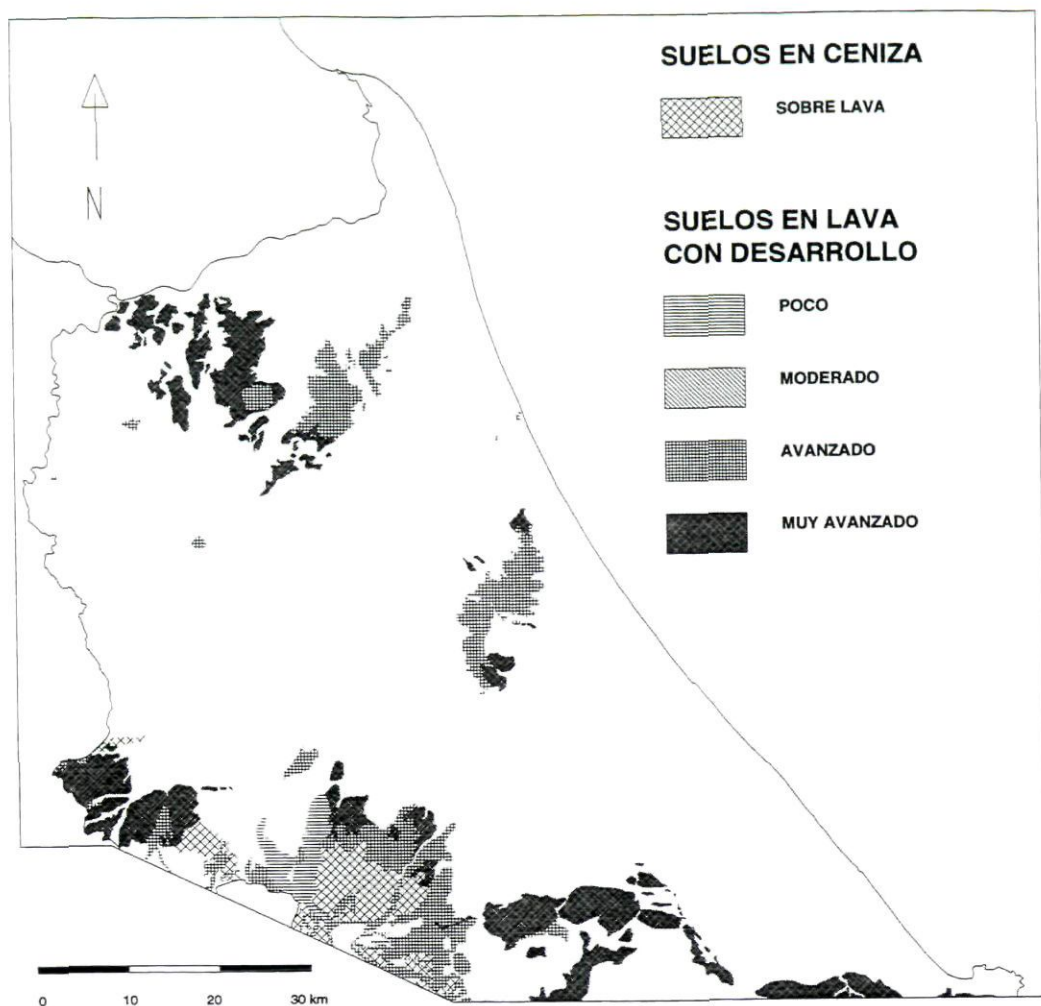 SUELOS EN CENIZA
SOBRE LAVA
N
SUELOS EN LAVA
CON DESARROLLO
POCO
MODERADO
AVANZADO
MUY AVANZADO
0 10 20 30 km